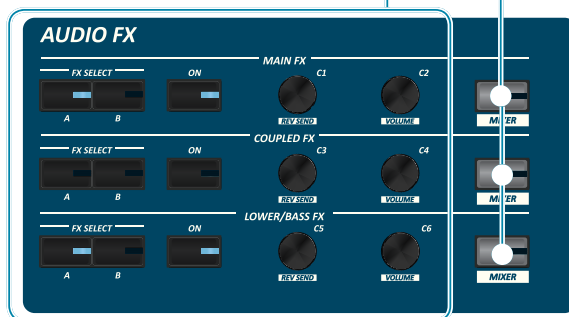 AUDIO FX
MAIN FX
FX SELECT ON C1 C2
A B REV SEND VOLUME MIXER
COUPLED FX
FX SELECT ON C3 C4
A B REV SEND VOLUME MIXER
LOWER/BASS FX
FX SELECT ON C5 C6
A B REV SEND VOLUME MIXER